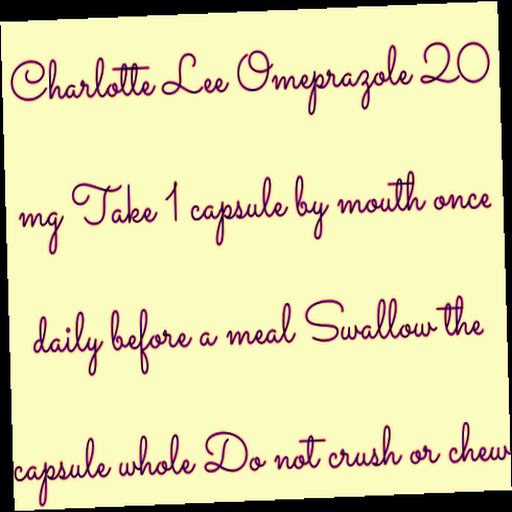 Charlotte Lee Omeprazole 20
mg Take 1 capsule by mouth once
daily before a meal Swallow the
capsule whole Do not crush or chew